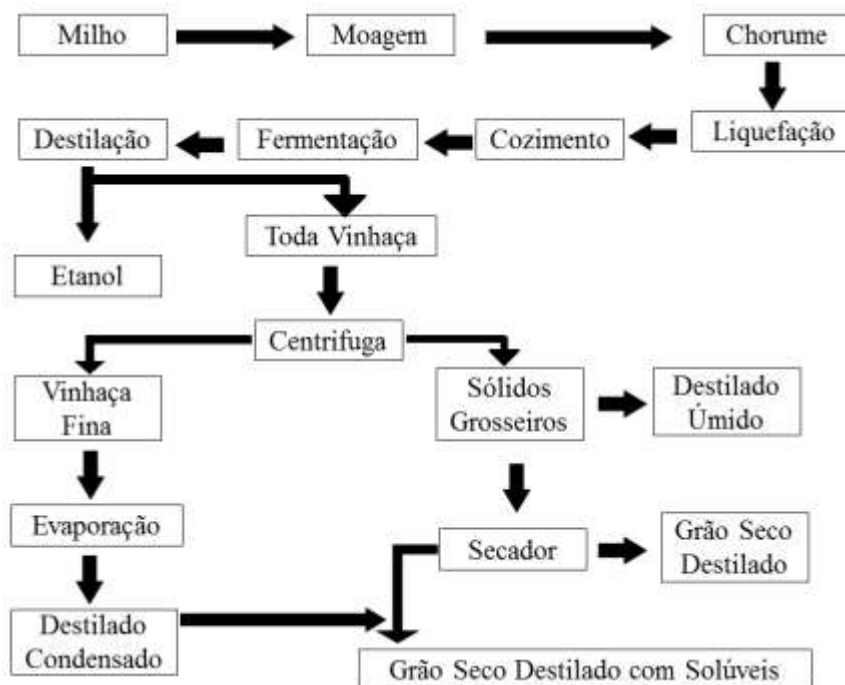 Milho
Moagem
Chorume
Destilação
Fermentação
Cozimento
Liquefação
Toda Vinhaça
Etanol
Centrifuga
Vinhaça
Fina
Sólidos
Grosseiros
Destilado
Úmido
Evaporação
Secador
Grão Seco
Destilado
Destilado
Condensado
Grão Seco Destilado com Solúveis